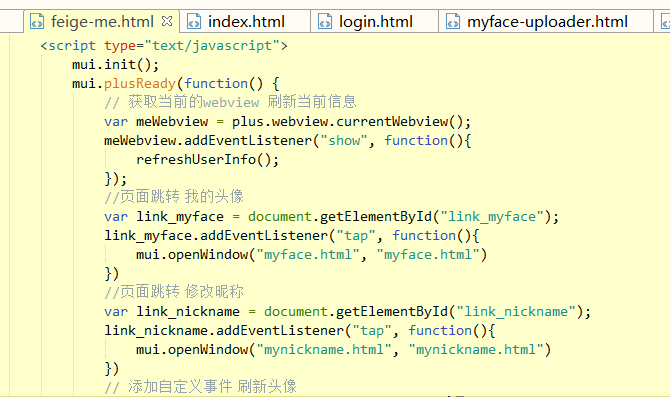 feige-me.html index.html login.html myface-uploader.html
<script type="text/javascript">
mui.init();
mui.plusReady(function() {
// 获取当前的webview 刷新当前信息
var meWebview = plus.webview.currentWebview();
meWebview.addEventListener("show", function(){
refreshUserInfo();
});
//页面跳转 我的头像
var link_myface = document.getElementById("link_myface");
link_myface.addEventListener("tap", function(){
mui.openWindow("myface.html", "myface.html")
})
//页面跳转 修改昵称
var link_nickname = document.getElementById("link_nickname");
link_nickname.addEventListener("tap", function(){
mui.openWindow("mynickname.html", "mynickname.html")
})
// 添加自定义事件 刷新头像